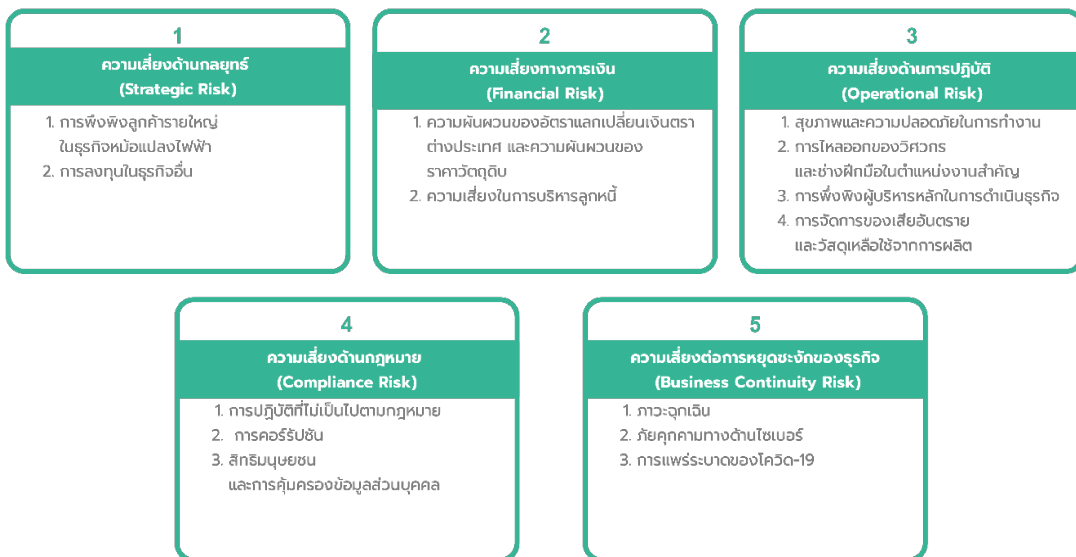 1
ความเสี่ยงด้านกลยุทธ์
(Strategic Risk)
1. การพึ่งพิงลูกค้ารายใหญ่
ในธุรกิจหม้อแปลงไฟฟ้า
2. การลงทุนในธุรกิจอื่น
2
ความเสี่ยงทางการเงิน
(Financial Risk)
1. ความผันผวนของอัตราแลกเปลี่ยนเงินตรา
ต่างประเทศ และความผันผวนของ
ราคาวัตถุดิบ
2. ความเสี่ยงในการบริหารลูกหนี้
3
ความเสี่ยงด้านการปฏิบัติ
(Operational Risk)
1. สุขภาพและความปลอดภัยในการทำงาน
2. การไหลออกของวิศวกร
และช่างฝีมือในตำแหน่งงานสำคัญ
3. การพึ่งพิงผู้บริหารหลักในการดำเนินธุรกิจ
4. การจัดการของเสียอันตราย
และวัสดุเหลือใช้จากการผลิต
4
ความเสี่ยงด้านกฎหมาย
(Compliance Risk)
1. การปฏิบัติที่ไม่เป็นไปตามกฎหมาย
2. การคอร์รัปชัน
3. สิทธิมนุษยชน
และการคุ้มครองข้อมูลส่วนบุคคล
5
ความเสี่ยงต่อการหยุดชะงักของธุรกิจ
(Business Continuity Risk)
1. ภาวะฉุกเฉิน
2. ภัยคุกคามทางด้านไซเบอร์
3. การแพร่ระบาดของโควิด-19